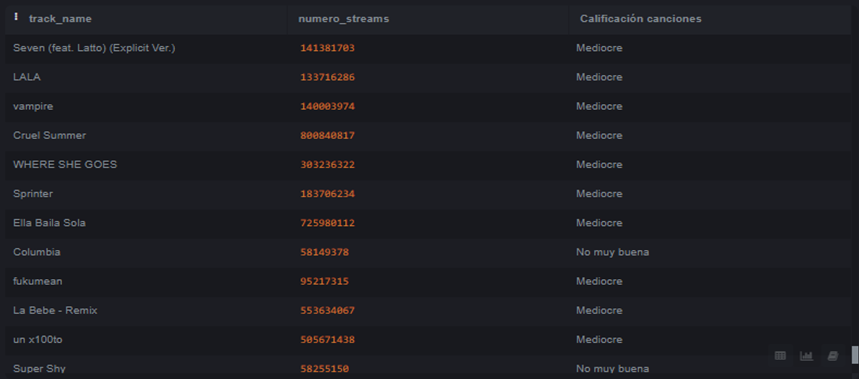 track_name numero_streams Calificación canciones
Seven (feat. Latto) (Explicit Ver.) 141381703 Mediocre
LALA 133716286 Mediocre
vampire 140003974 Mediocre
Cruel Summer 800840817 Mediocre
WHERE SHE GOES 303236322 Mediocre
Sprinter 183706234 Mediocre
Ella Baila Sola 725980112 Mediocre
Columbia 58149378 No muy buena
fukumean 95217315 Mediocre
La Bebe - Remix 553634067 Mediocre
un x100to 505671438 Mediocre
Super Shy 58255150 No muy buena